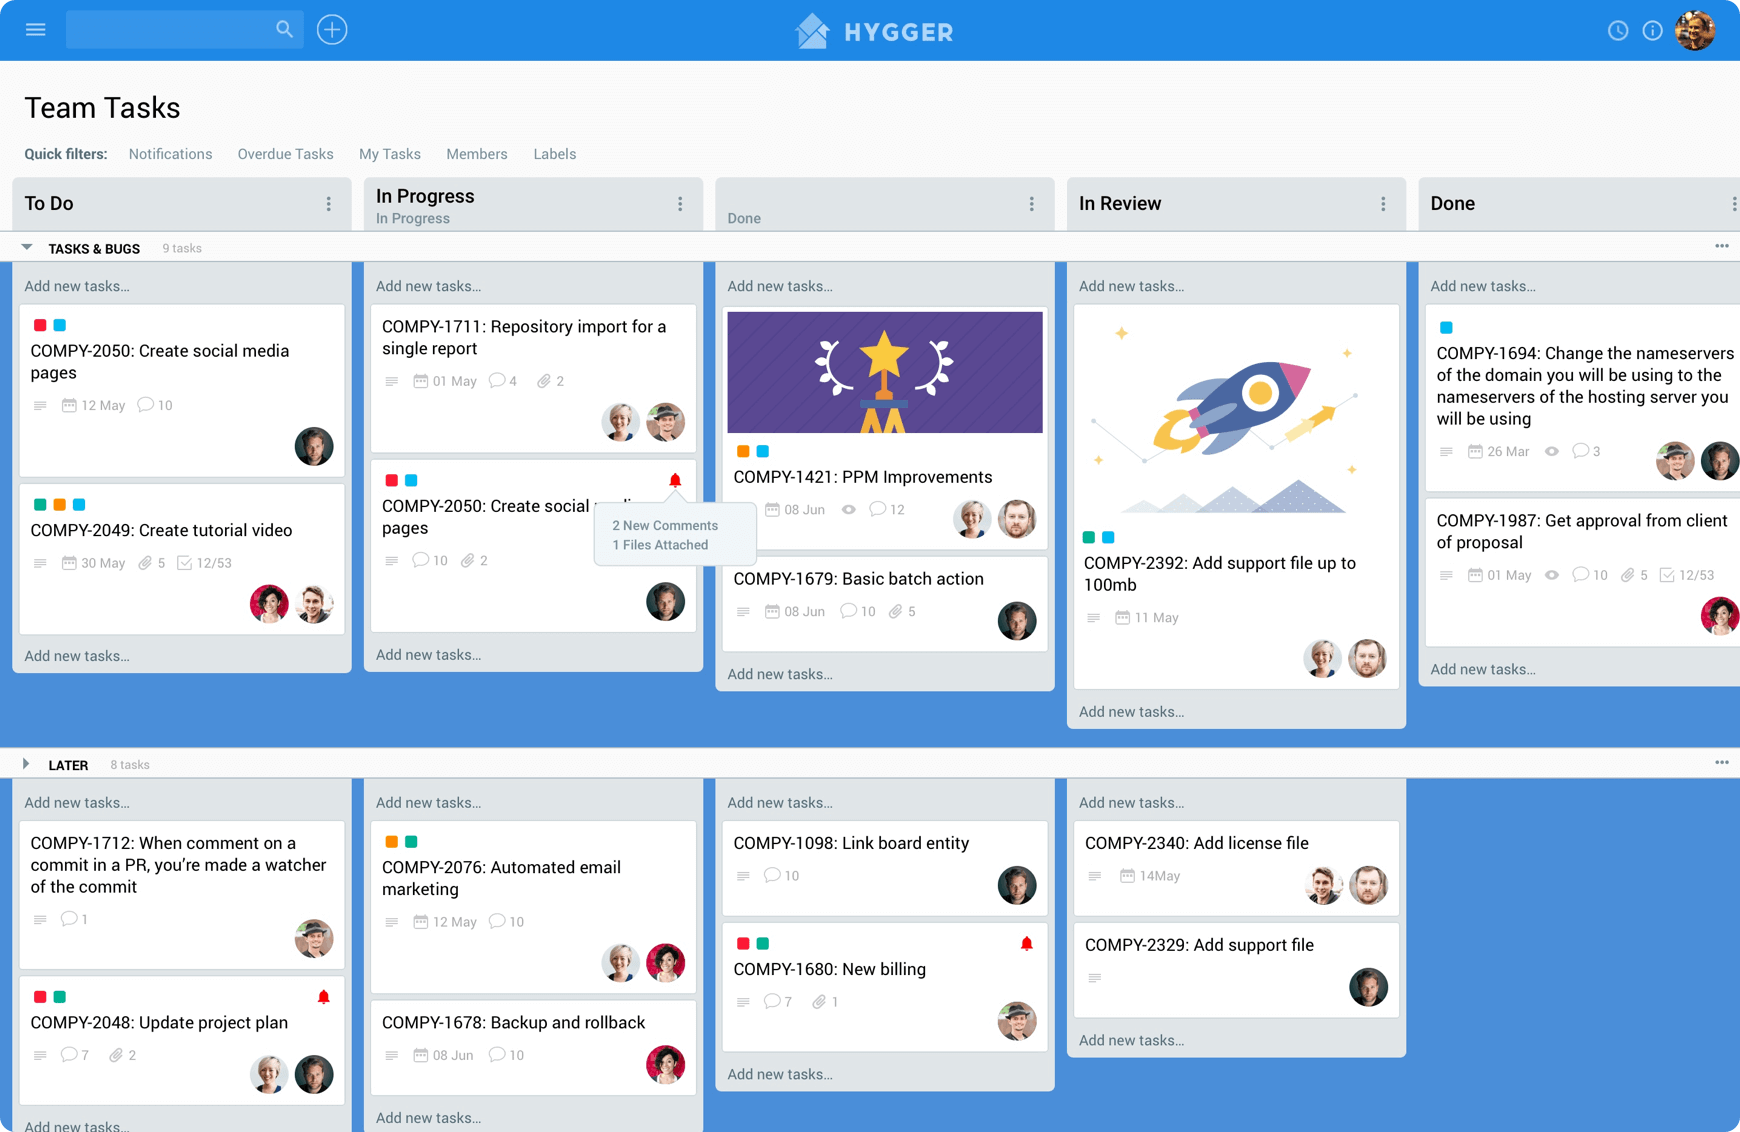 HYGGER
Team Tasks
Quick filters: Notifications Overdue Tasks My Tasks Members Labels
To Do
In Progress
In Progress
Done
In Review
Done
TASKS & BUGS 9 tasks
Add new tasks...
COMPY-2050: Create social media
pages
12 May 10
COMPY-2049: Create tutorial video
30 May 5 12/53
Add new tasks...
Add new tasks...
COMPY-1711: Repository import for a
single report
01 May 4 2
COMPY-2050: Create social
pages
10 2
2 New Comments
1 Files Attached
Add new tasks...
Add new tasks...
COMPY-1421: PPM Improvements
08 Jun 12
COMPY-1679: Basic batch action
08 Jun 10 5
Add new tasks...
Add new tasks...
COMPY-2392: Add support file up to
100mb
11 May
Add new tasks...
Add new tasks...
COMPY-1694: Change the nameservers
of the domain you will be using to the
nameservers of the hosting server you
will be using
26 Mar 3
COMPY-1987: Get approval from client
of proposal
01 May 10 5 12/53
Add new tasks...
LATER 8 tasks
Add new tasks...
COMPY-1712: When comment on a
commit in a PR, you’re made a watcher
of the commit
1
COMPY-2048: Update project plan
7 2
Add new tasks...
Add new tasks...
COMPY-2076: Automated email
marketing
12 May 10
COMPY-1678: Backup and rollback
08 Jun 10
Add new tasks...
Add new tasks...
COMPY-1098: Link board entity
10
COMPY-1680: New billing
7 1
Add new tasks...
Add new tasks...
COMPY-2340: Add license file
14May
COMPY-2329: Add support file
Add new tasks...